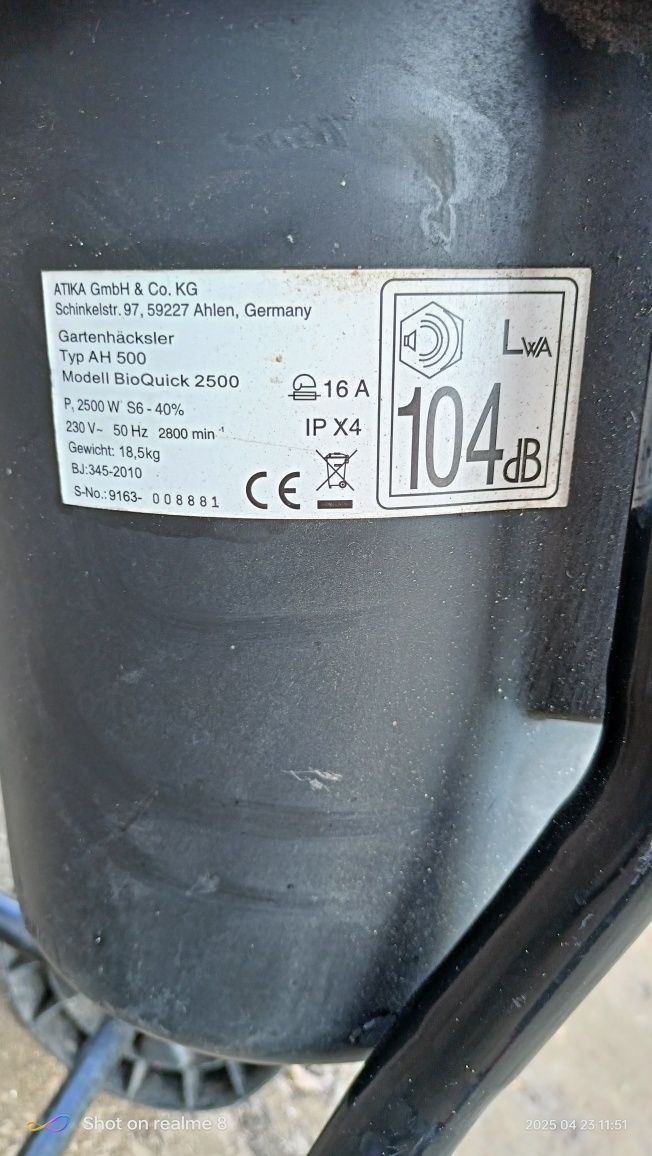 ATIKA GmbH & Co. KG
Schinkelstr. 97, 59227 Ahlen, Germany
Gartenhäcksler
Typ AH 500
Modell BioQuick 2500
P₁ 2500 W S6 - 40%
230 V~ 50 Hz 2800 min⁻¹
Gewicht: 18,5kg
BJ:345-2010
S-No.: 9163- 008881
16 A
IP X4
CE
LWA
104 dB
Shot on realme 8
2025 04 23 11:51